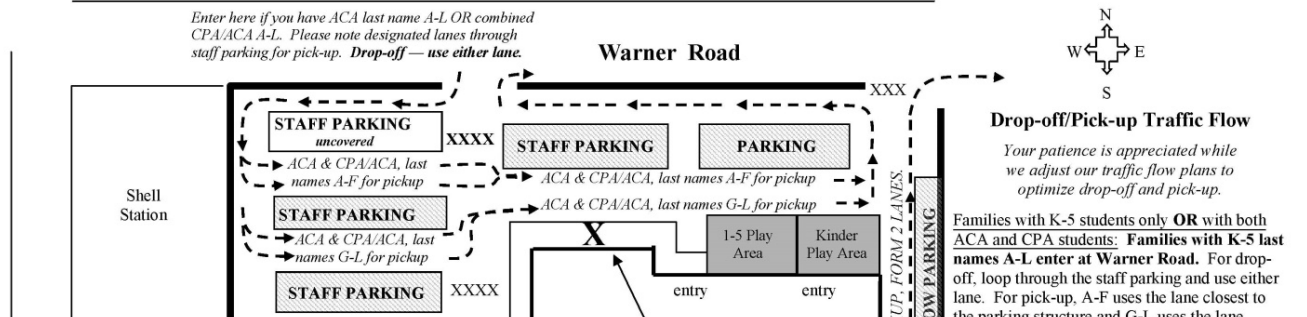 Enter here if you have ACA last name A-L OR combined
CPA/ACA A-L. Please note designated lanes through
staff parking for pick-up. Drop-off — use either lane.
Warner Road
N
W
E
S
XXX
STAFF PARKING
uncovered
XXXX
STAFF PARKING
PARKING
ACA & CPA/ACA, last
names A-F for pickup
ACA & CPA/ACA, last names A-F for pickup
ACA & CPA/ACA, last names G-L for pickup
Shell
Station
STAFF PARKING
ACA & CPA/ACA, last
names G-L for pickup
STAFF PARKING
XXXX
X
1-5 Play
Area
Kinder
Play Area
entry
entry
UP, FORM 2 LANES.
OW PARKING
Drop-off/Pick-up Traffic Flow
Your patience is appreciated while
we adjust our traffic flow plans to
optimize drop-off and pick-up.
Families with K-5 students only OR with both
ACA and CPA students: Families with K-5 last
names A-L enter at Warner Road. For drop-
off, loop through the staff parking and use either
lane. For pick-up, A-F uses the lane closest to
the parking structure and G-L uses the lane